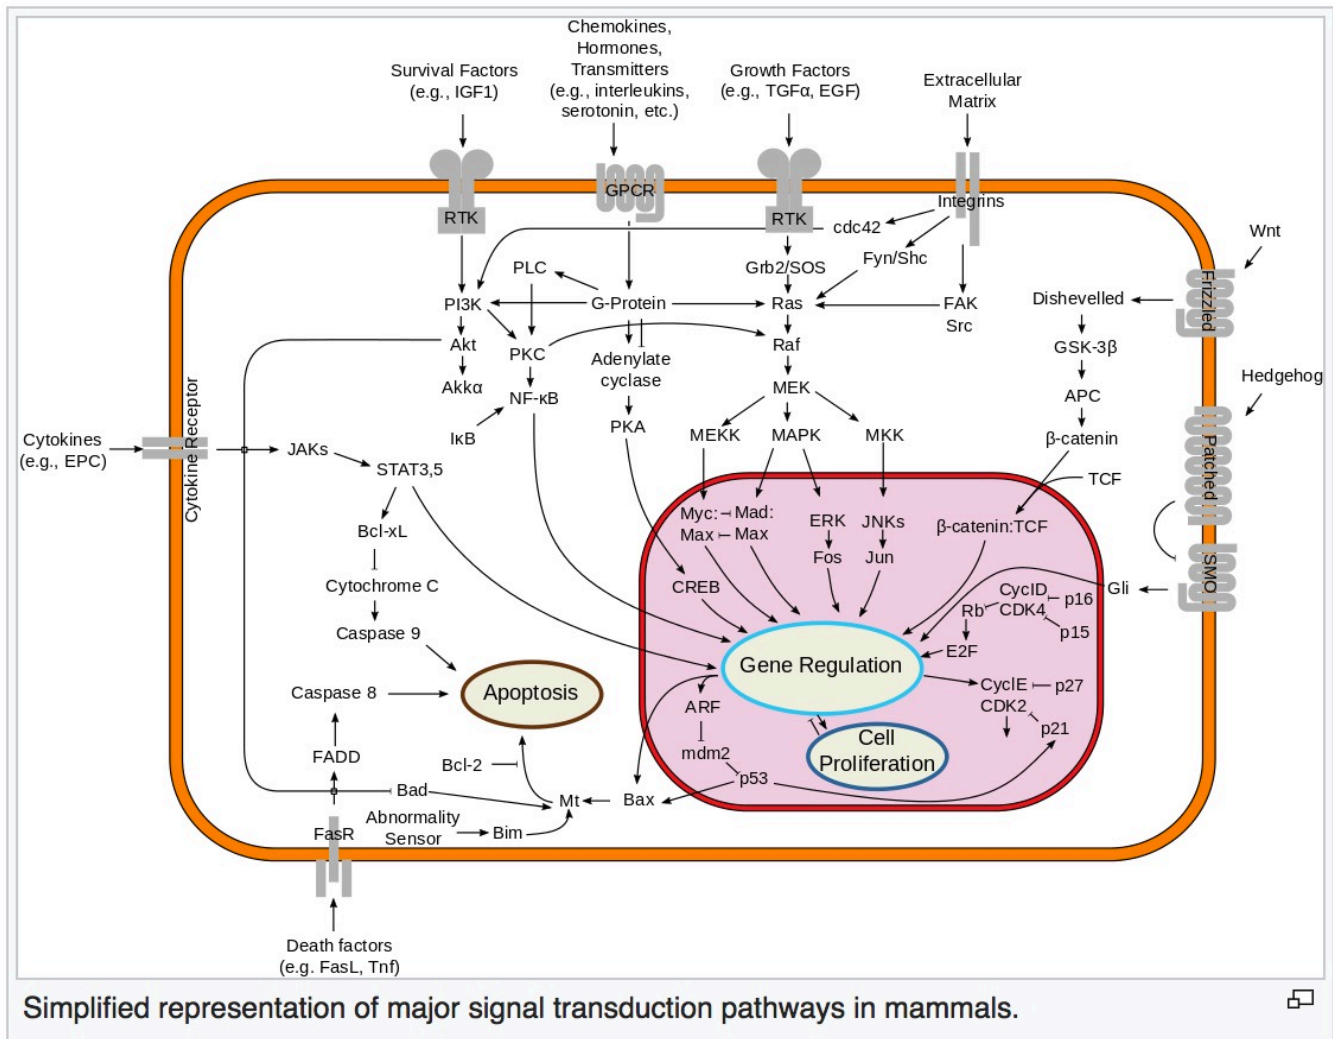 Chemokines,
Hormones,
Transmitters
(e.g., interleukins,
serotonin, etc.)
Survival Factors
(e.g., IGF1)
Growth Factors
(e.g., TGFα, EGF)
Extracellular
Matrix
GPCR
RTK
RTK
Integrins
cdc42
Wnt
Fyn/Shc
PLC
Grb2/SOS
Frizzled
PI3K
G-Protein
Ras
FAK
Src
Dishevelled
Akt
PKC
Adenylate
cyclase
Raf
GSK-3β
Akkα
NF-κB
MEK
APC
Hedgehog
IκB
PKA
MEKK
MAPK
MKK
β-catenin
Cytokines
(e.g., EPC)
Cytokine Receptor
JAKs
STAT3,5
TCF
Patched
Myc:
Max
Mad:
Max
ERK
JNKs
β-catenin:TCF
Bcl-xL
Fos
Jun
Cytochrome C
CREB
SMO
Gli
CycID
CDK4
p16
Rb
p15
Caspase 9
E2F
Gene Regulation
Caspase 8
Apoptosis
CyclE
CDK2
p27
ARF
p21
FADD
mdm2
Cell
Proliferation
Bcl-2
p53
Bad
Mt
Bax
Abnormality
Sensor
Bim
FasR
Death factors
(e.g. FasL, Tnf)
Simplified representation of major signal transduction pathways in mammals.